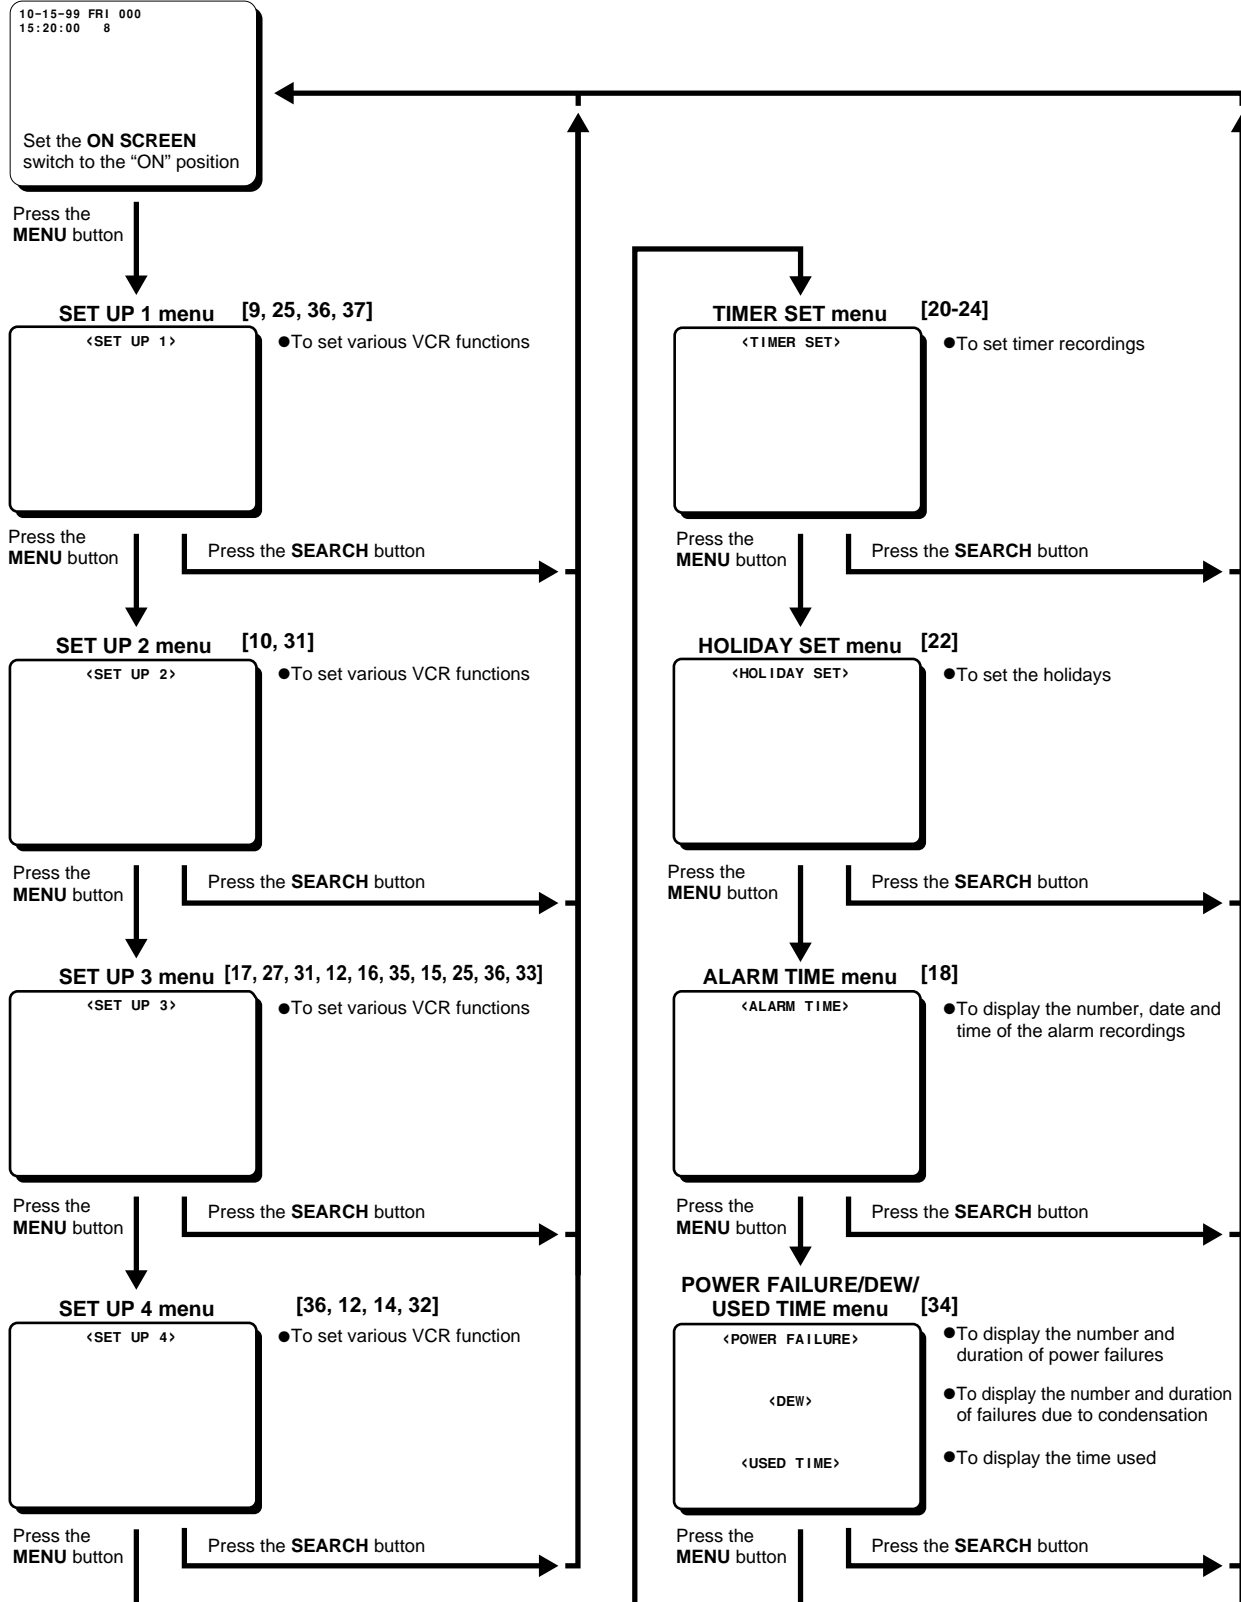 10-15-99 FRI 000
15:20:00 8
Set the ON SCREEN
switch to the “ON” position
Press the
MENU button
SET UP 1 menu [9, 25, 36, 37]
<SET UP 1>
●To set various VCR functions
Press the
MENU button
Press the SEARCH button
SET UP 2 menu [10, 31]
<SET UP 2>
●To set various VCR functions
Press the
MENU button
Press the SEARCH button
SET UP 3 menu [17, 27, 31, 12, 16, 35, 15, 25, 36, 33]
<SET UP 3>
●To set various VCR functions
Press the
MENU button
Press the SEARCH button
SET UP 4 menu [36, 12, 14, 32]
<SET UP 4>
●To set various VCR function
Press the
MENU button
Press the SEARCH button
TIMER SET menu [20-24]
<TIMER SET>
●To set timer recordings
Press the
MENU button
Press the SEARCH button
HOLIDAY SET menu [22]
<HOLIDAY SET>
●To set the holidays
Press the
MENU button
Press the SEARCH button
ALARM TIME menu [18]
<ALARM TIME>
●To display the number, date and
time of the alarm recordings
Press the
MENU button
Press the SEARCH button
POWER FAILURE/DEW/
USED TIME menu [34]
<POWER FAILURE>
●To display the number and
duration of power failures
<DEW>
●To display the number and duration
of failures due to condensation
<USED TIME>
●To display the time used
Press the
MENU button
Press the SEARCH button